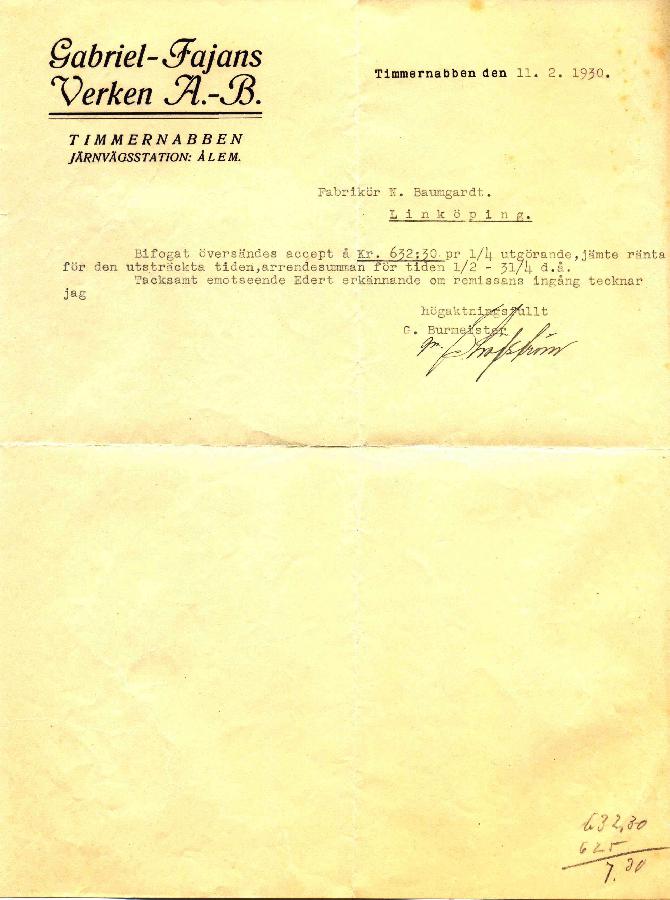 Gabriel-Fajans
Verken A.-B.
TIMMERNABBEN
JÄRNVÄGSSTATION: ÅLEM.
Timmernabben den 11. 2. 1930.
Fabrikör N. Baumgardt.
Linköping.
Bifogat översändes accept å Kr. 632:30 pr 1/4 utgörande, jämte ränta
för den utsträckta tiden, arrendesumman för tiden 1/2 - 31/4 d.å.
Tacksamt emotseende Edert erkännande om remissans ingång tecknar
jag
högaktningsfullt
G. Burmeister
632,30
625
7.30